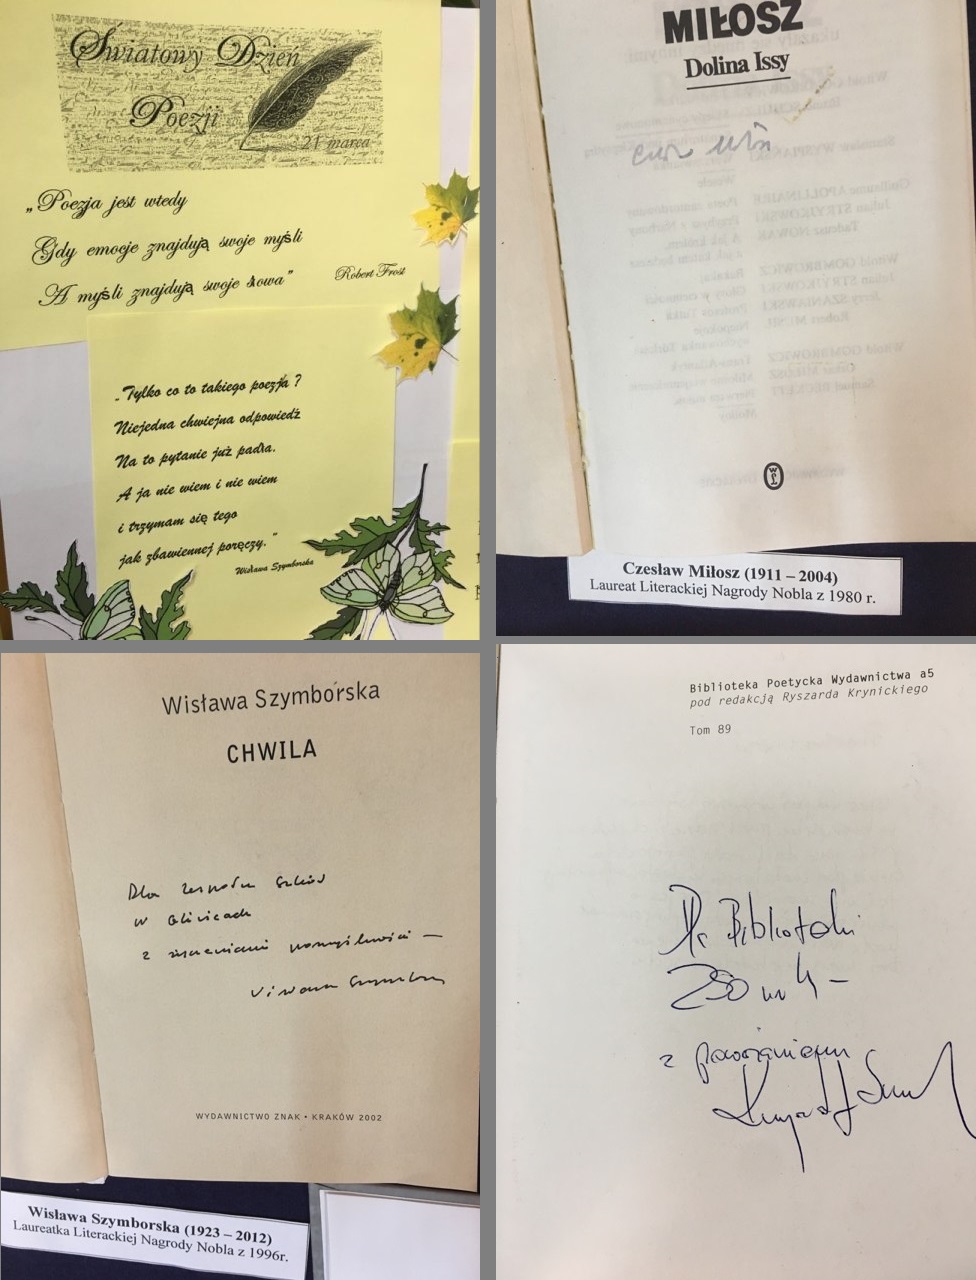 Światowy Dzień
Poezji
21 marca
„Poezja jest wtedy
Gdy emocje znajdują swoje myśli
A myśli znajdują swoje słowa”
Robert Frost
„Tylko co to takiego poezja ?
Niejedna chwiejna odpowiedź
Na to pytanie już padła.
A ja nie wiem i nie wiem
i trzymam się tego
jak zbawiennej poręczy.”
Wisława Szymborska
MIŁOSZ
Dolina Issy
Czesław Miłosz (1911 – 2004)
Laureat Literackiej Nagrody Nobla z 1980 r.
Wisława Szymborska
CHWILA
Dla Zespołu Szkół
w Gliwicach
z życzeniami pomyślności –
Wisława Szymborska
WYDAWNICTWO ZNAK • KRAKÓW 2002
Wisława Szymborska (1923 – 2012)
Laureatka Literackiej Nagrody Nobla z 1996r.
Biblioteka Poetycka Wydawnictwa a5
pod redakcją Ryszarda Krynickiego
Tom 89
Dla Biblioteki
z